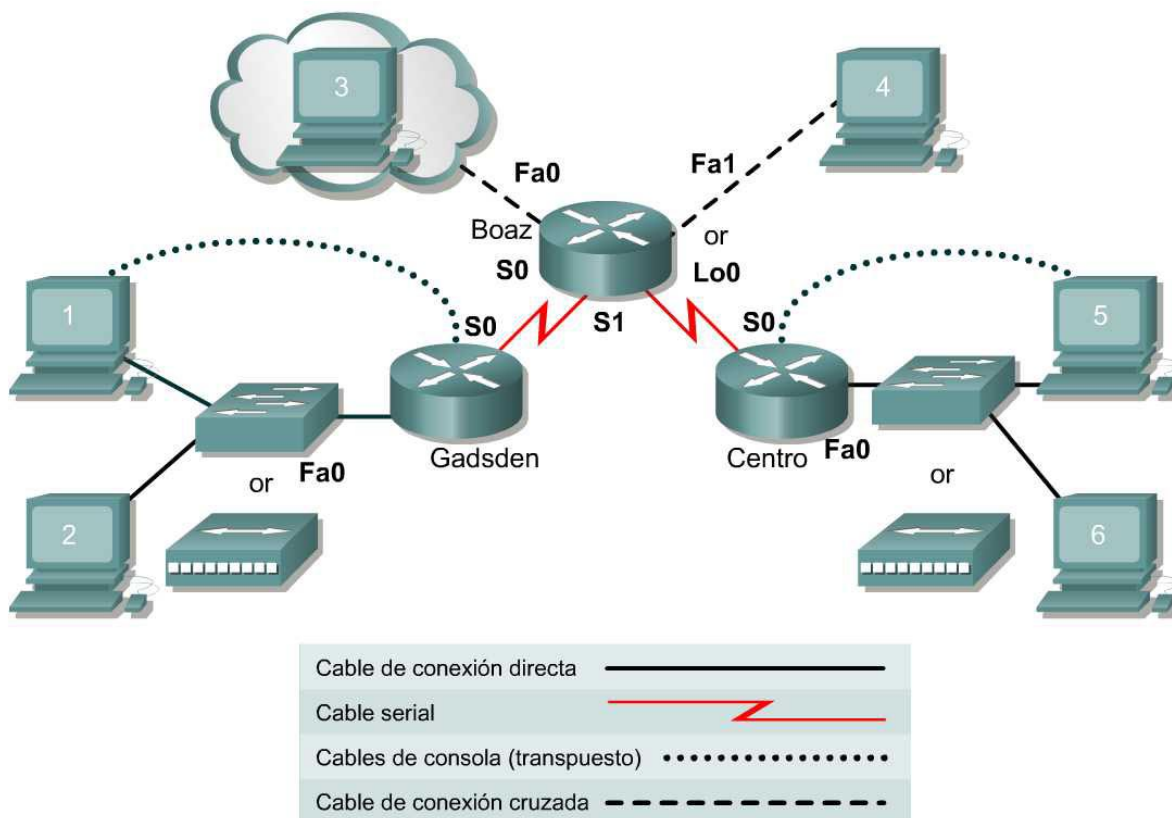 3
4
Fa0
Fa1
Boaz
or
S0
Lo0
1
S0
S1
S0
5
Gadsden
Centro
Fa0
Fa0
or
or
2
6
Cable de conexión directa
Cable serial
Cables de consola (transpuesto)
Cable de conexión cruzada